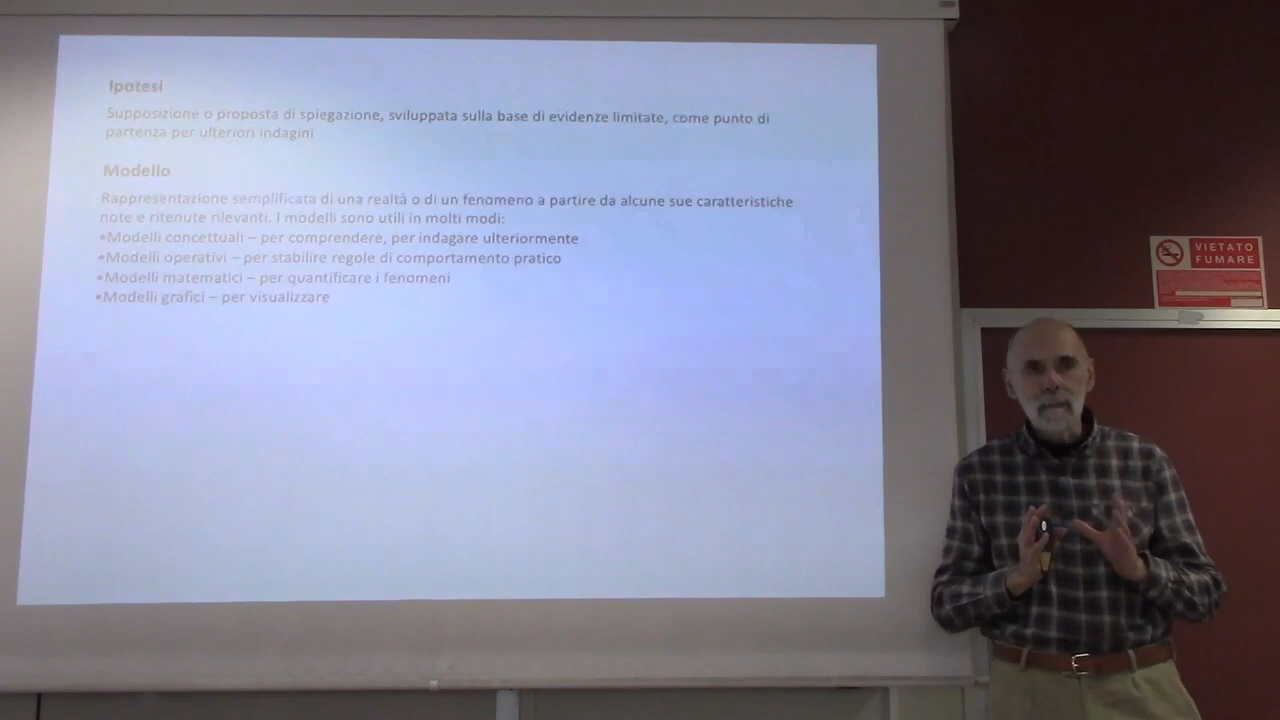 Ipotesi
Supposizione o proposta di spiegazione, sviluppata sulla base di evidenze limitate, come punto di
partenza per ulteriori indagini
Modello
Rappresentazione semplificata di una realtà o di un fenomeno a partire da alcune sue caratteristiche
note e ritenute rilevanti. I modelli sono utili in molti modi:
•Modelli concettuali – per comprendere, per indagare ulteriormente
•Modelli operativi – per stabilire regole di comportamento pratico
•Modelli matematici – per quantificare i fenomeni
•Modelli grafici – per visualizzare
VIETATO
FUMARE